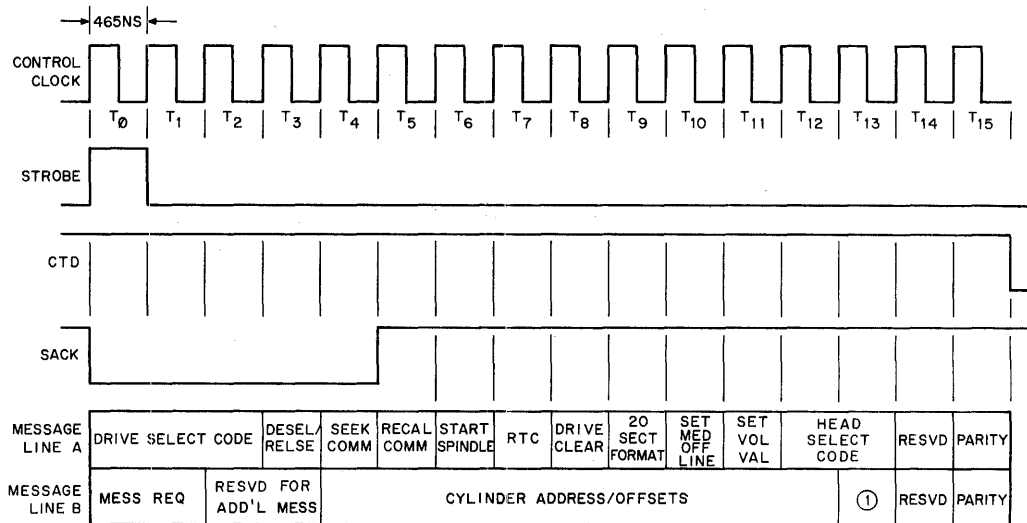 465NS
CONTROL
CLOCK
T0 T1 T2 T3 T4 T5 T6 T7 T8 T9 T10 T11 T12 T13 T14 T15
STROBE
CTD
SACK
MESSAGE
LINE A
DRIVE SELECT CODE
DESEL/
RELSE
SEEK
COMM
RECAL
COMM
START
SPINDLE
RTC
DRIVE
CLEAR
20
SECT
FORMAT
SET
MED
OFF
LINE
SET
VOL
VAL
HEAD
SELECT
CODE
RESVD
PARITY
MESSAGE
LINE B
MESS REQ
RESVD FOR
ADD'L MESS
CYLINDER ADDRESS/OFFSETS
①
RESVD
PARITY